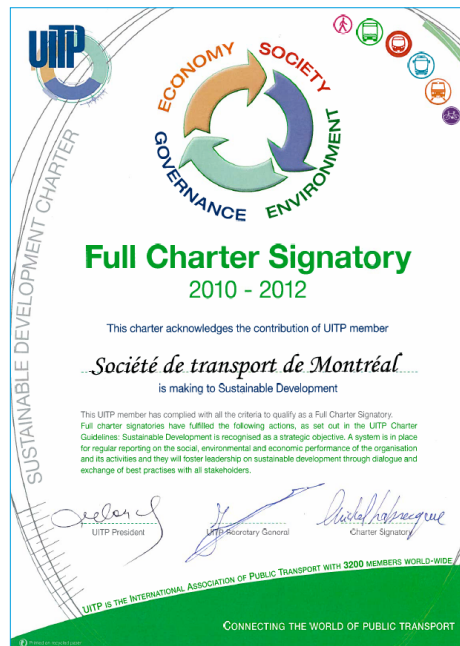 UITP
ECONOMY
SOCIETY
ENVIRONMENT
GOVERNANCE
SUSTAINABLE DEVELOPMENT CHARTER
Full Charter Signatory
2010 - 2012
This charter acknowledges the contribution of UITP member
Société de transport de Montréal
is making to Sustainable Development
This UITP member has complied with all the criteria to qualify as a Full Charter Signatory.
Full charter signatories have fulfilled the following actions, as set out in the UITP Charter
Guidelines: Sustainable Development is recognised as a strategic objective. A system is in place
for regular reporting on the social, environmental and economic performance of the organisation
and its activities and they will foster leadership on sustainable development through dialogue and
exchange of best practises with all stakeholders.
UITP President
UITP Secretary General
Charter Signatory
UITP IS THE INTERNATIONAL ASSOCIATION OF PUBLIC TRANSPORT WITH 3200 MEMBERS WORLD-WIDE
CONNECTING THE WORLD OF PUBLIC TRANSPORT
Printed on recycled paper